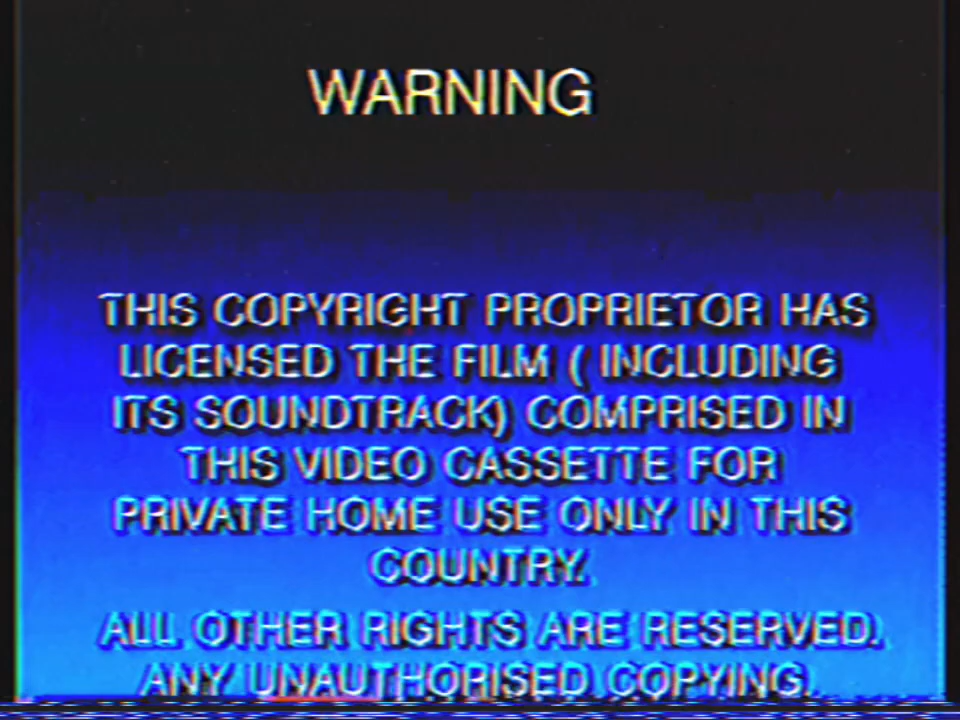 WARNING
THIS COPYRIGHT PROPRIETOR HAS
LICENSED THE FILM ( INCLUDING
ITS SOUNDTRACK) COMPRISED IN
THIS VIDEO CASSETTE FOR
PRIVATE HOME USE ONLY IN THIS
COUNTRY.
ALL OTHER RIGHTS ARE RESERVED.
ANY UNAUTHORISED COPYING.